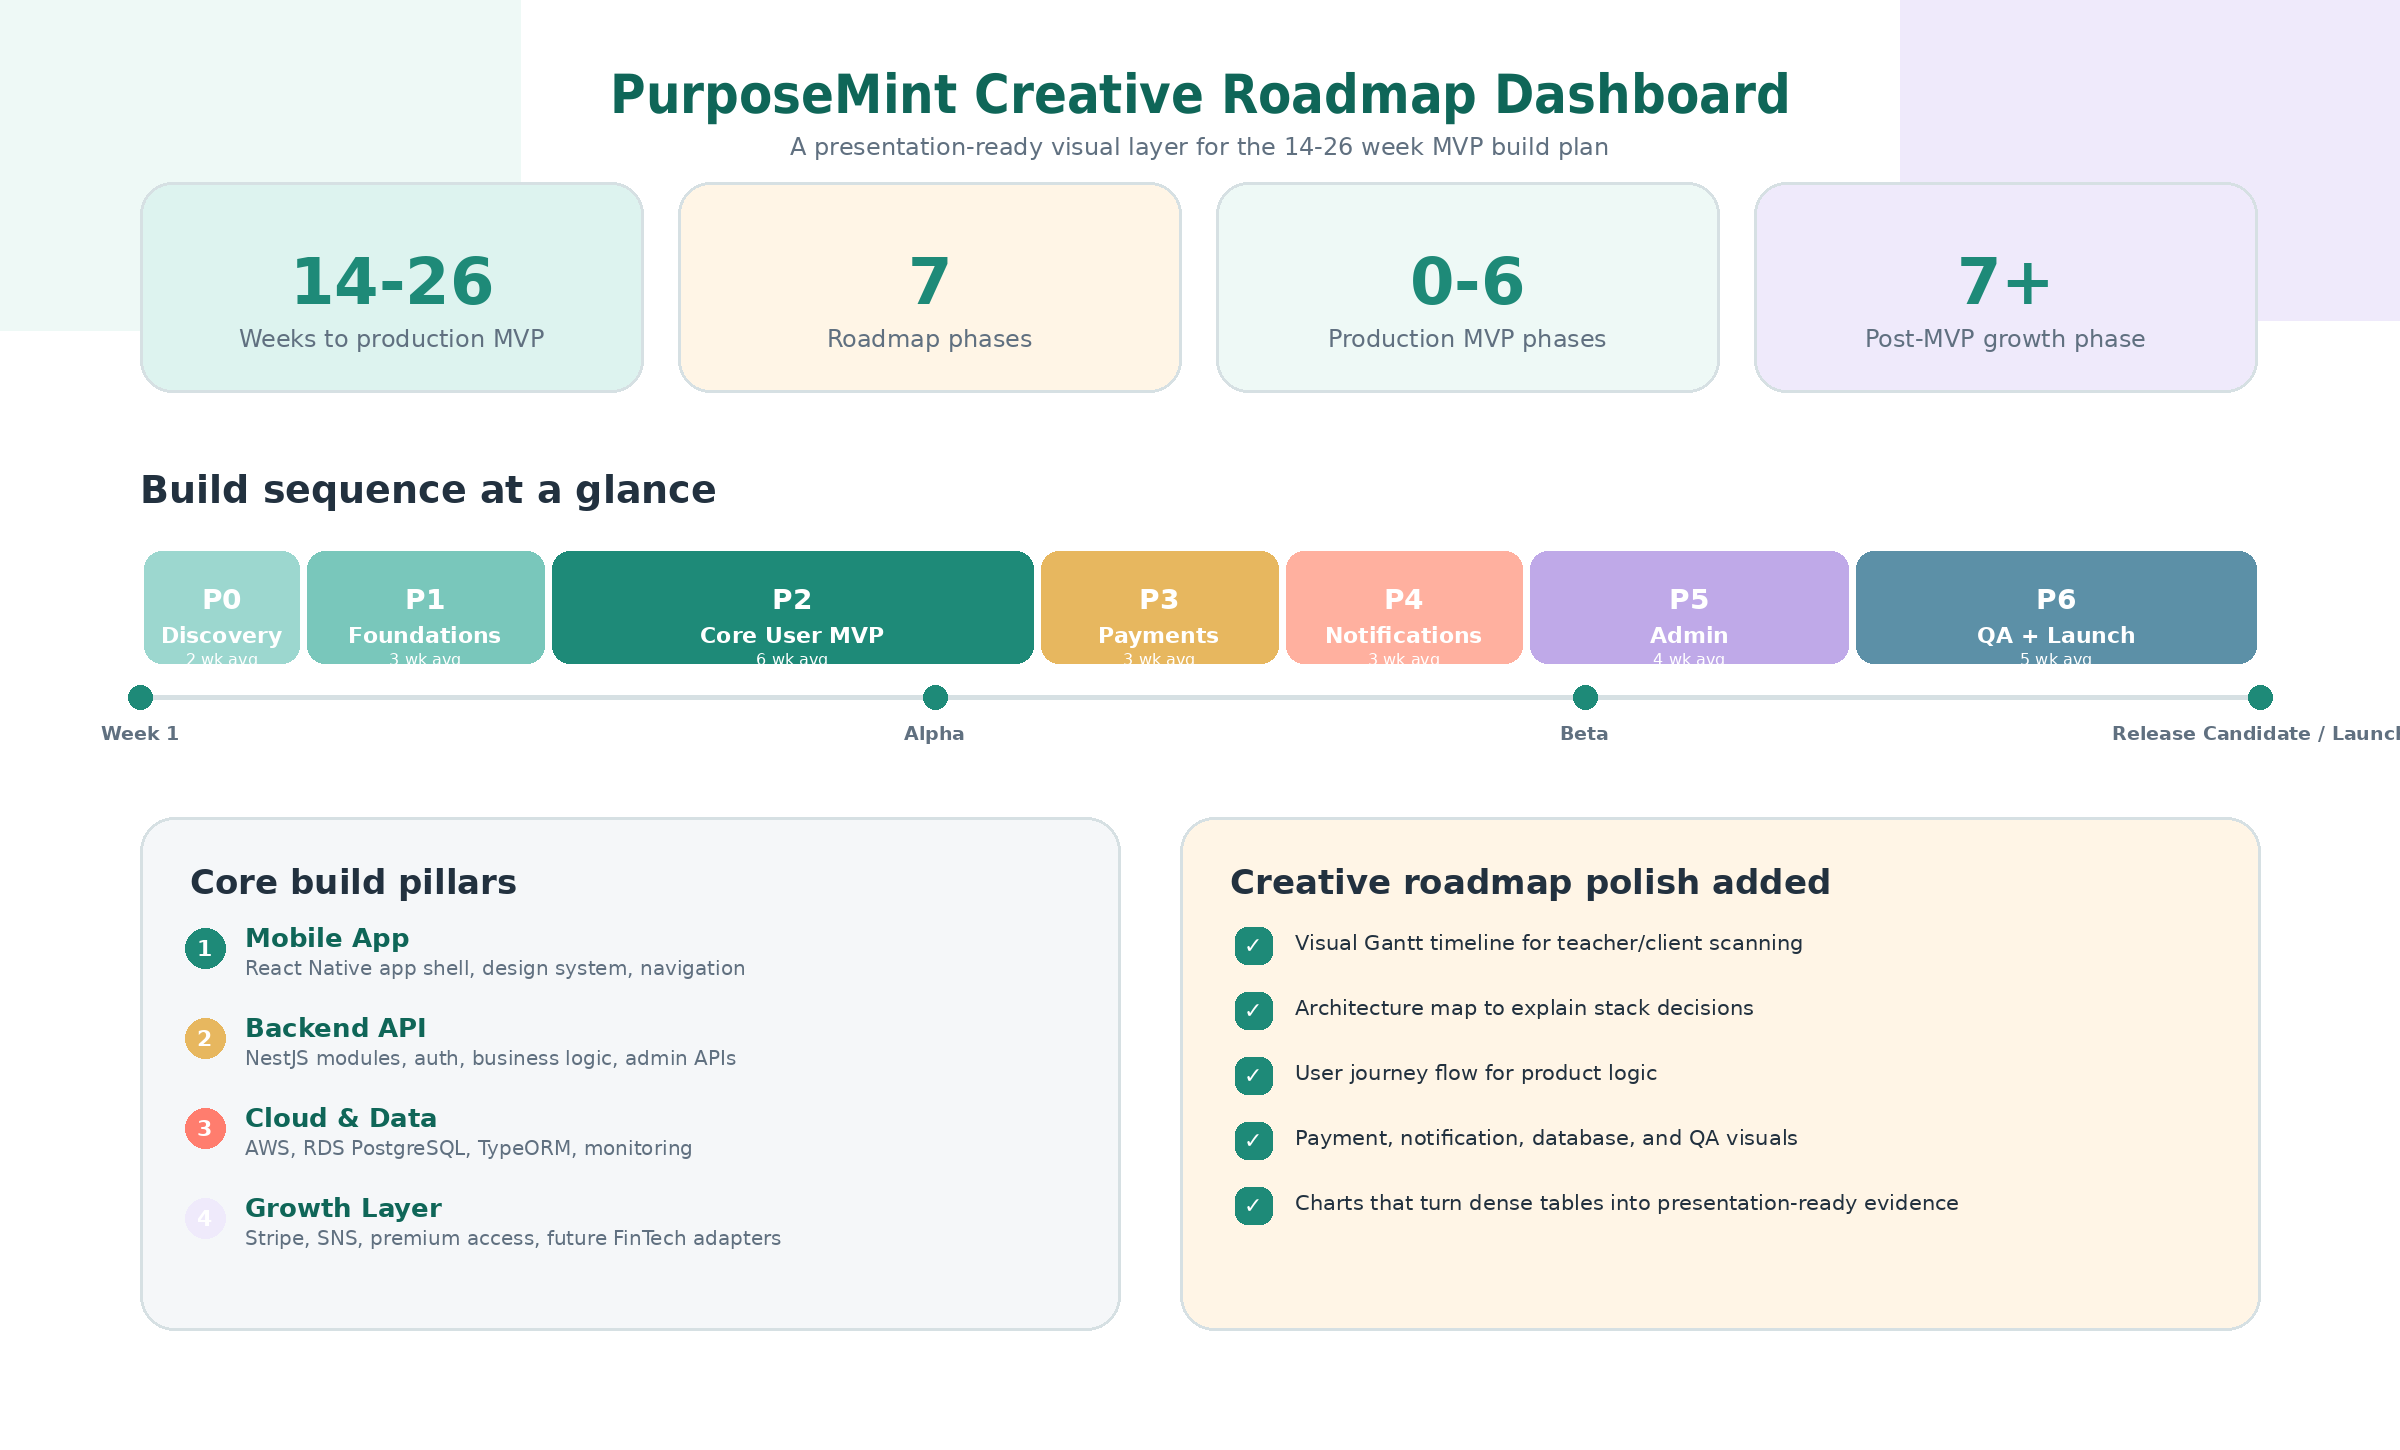 PurposeMint Creative Roadmap Dashboard
A presentation-ready visual layer for the 14-26 week MVP build plan
14-26
Weeks to production MVP
7
Roadmap phases
0-6
Production MVP phases
7+
Post-MVP growth phase
Build sequence at a glance
P0
Discovery
2 wk avg
P1
Foundations
3 wk avg
P2
Core User MVP
6 wk avg
P3
Payments
3 wk avg
P4
Notifications
3 wk avg
P5
Admin
4 wk avg
P6
QA + Launch
5 wk avg
Week 1
Alpha
Beta
Release Candidate / Launch
Core build pillars
1
Mobile App
React Native app shell, design system, navigation
2
Backend API
NestJS modules, auth, business logic, admin APIs
3
Cloud & Data
AWS, RDS PostgreSQL, TypeORM, monitoring
4
Growth Layer
Stripe, SNS, premium access, future FinTech adapters
Creative roadmap polish added
✓ Visual Gantt timeline for teacher/client scanning
✓ Architecture map to explain stack decisions
✓ User journey flow for product logic
✓ Payment, notification, database, and QA visuals
✓ Charts that turn dense tables into presentation-ready evidence